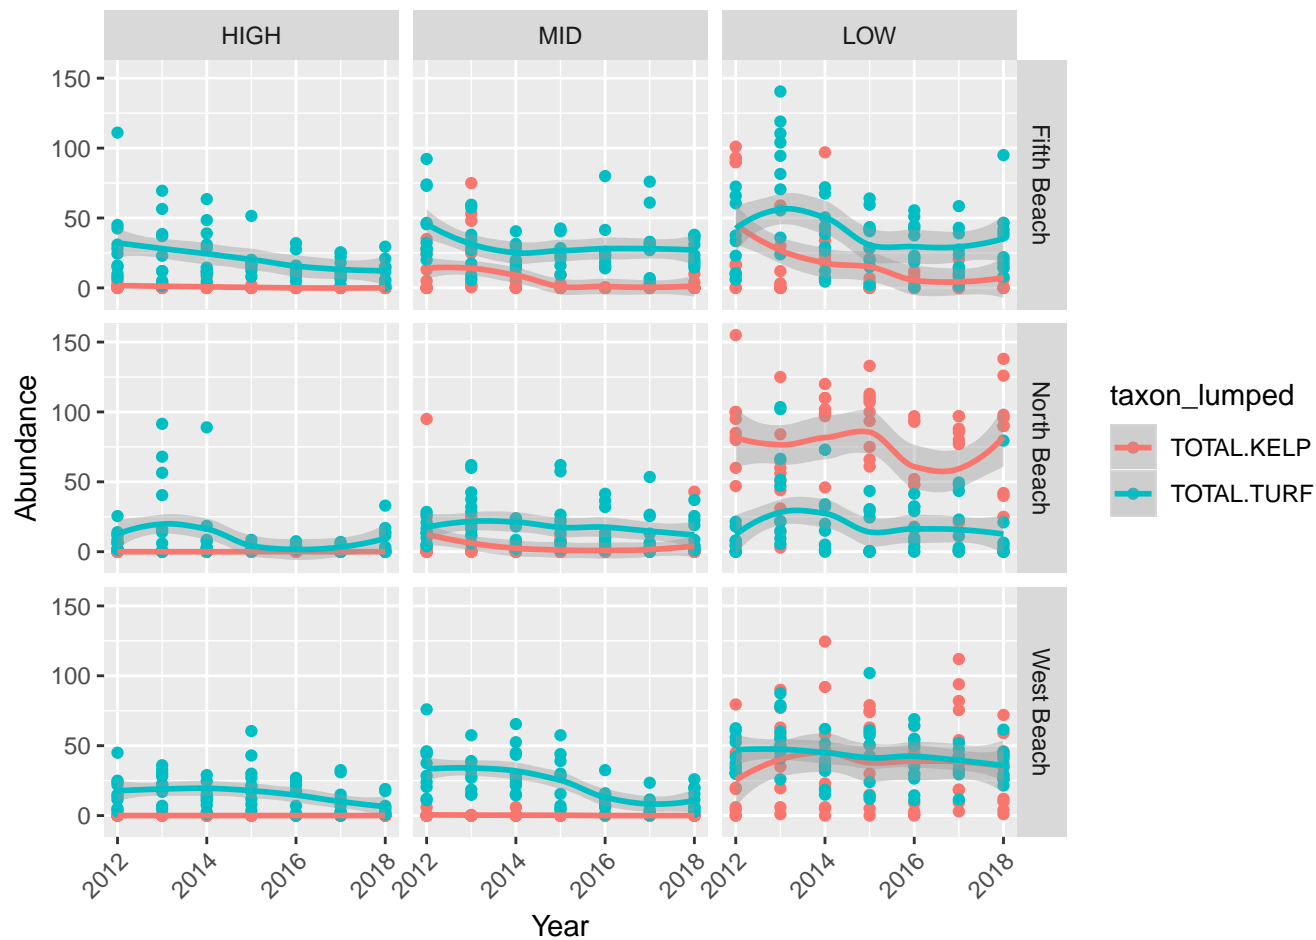 HIGH MID LOW
150
100
50
0
Fifth Beach
150
100
50
0
North Beach
150
100
50
0
West Beach
2012 2014 2016 2018 2012 2014 2016 2018 2012 2014 2016 2018
Year
Abundance
taxon_lumped
TOTAL.KELP
TOTAL.TURF